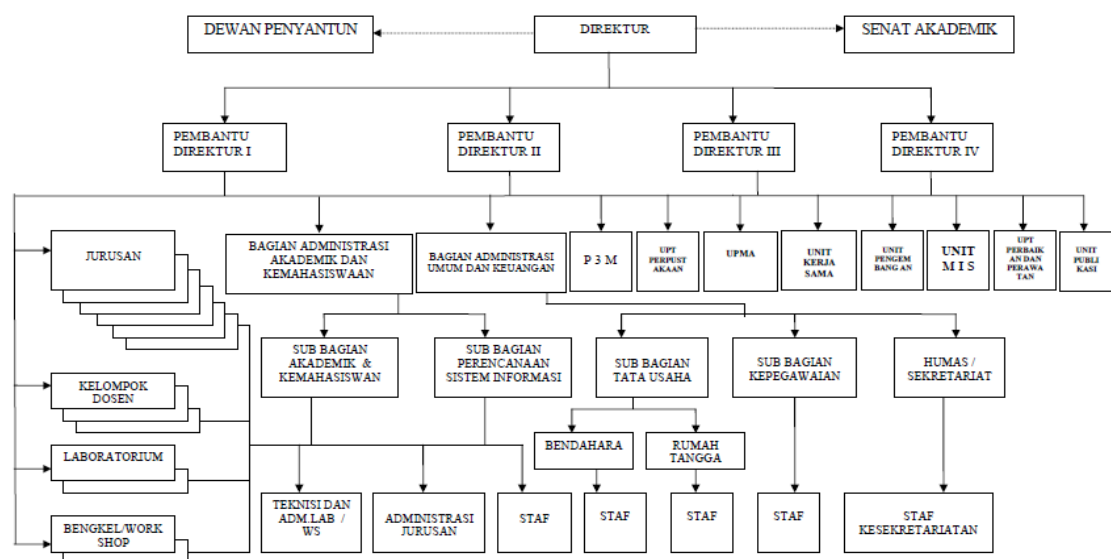 DEWAN PENYANTUN
DIREKTUR
SENAT AKADEMIK
PEMBANTU
DIREKTUR I
PEMBANTU
DIREKTUR II
PEMBANTU
DIREKTUR III
PEMBANTU
DIREKTUR IV
JURUSAN
BAGIAN ADMINISTRASI
AKADEMIK DAN
KEMAHASISWAAN
BAGIAN ADMINISTRASI
UMUM DAN KEUANGAN
P 3 M
UPT
PERPUST
AKAAN
UPMA
UNIT
KERJA
SAMA
UNIT
PENGEM
BANG AN
UNIT
M I S
UPT
PERBAIK
AN DAN
PERAWA
TAN
UNIT
PUBLI
KASI
SUB BAGIAN
AKADEMIK &
KEMAHASISWAN
SUB BAGIAN
PERENCANAAN
SISTEM INFORMASI
SUB BAGIAN
TATA USAHA
SUB BAGIAN
KEPEGAWAIAN
HUMAS /
SEKRETARIAT
KELOMPOK
DOSEN
BENDAHARA
RUMAH
TANGGA
LABORATORIUM
BENGKEL/WORK
SHOP
TEKNISI DAN
ADM.LAB /
WS
ADMINISTRASI
JURUSAN
STAF
STAF
STAF
STAF
STAF
KESEKRETARIATAN